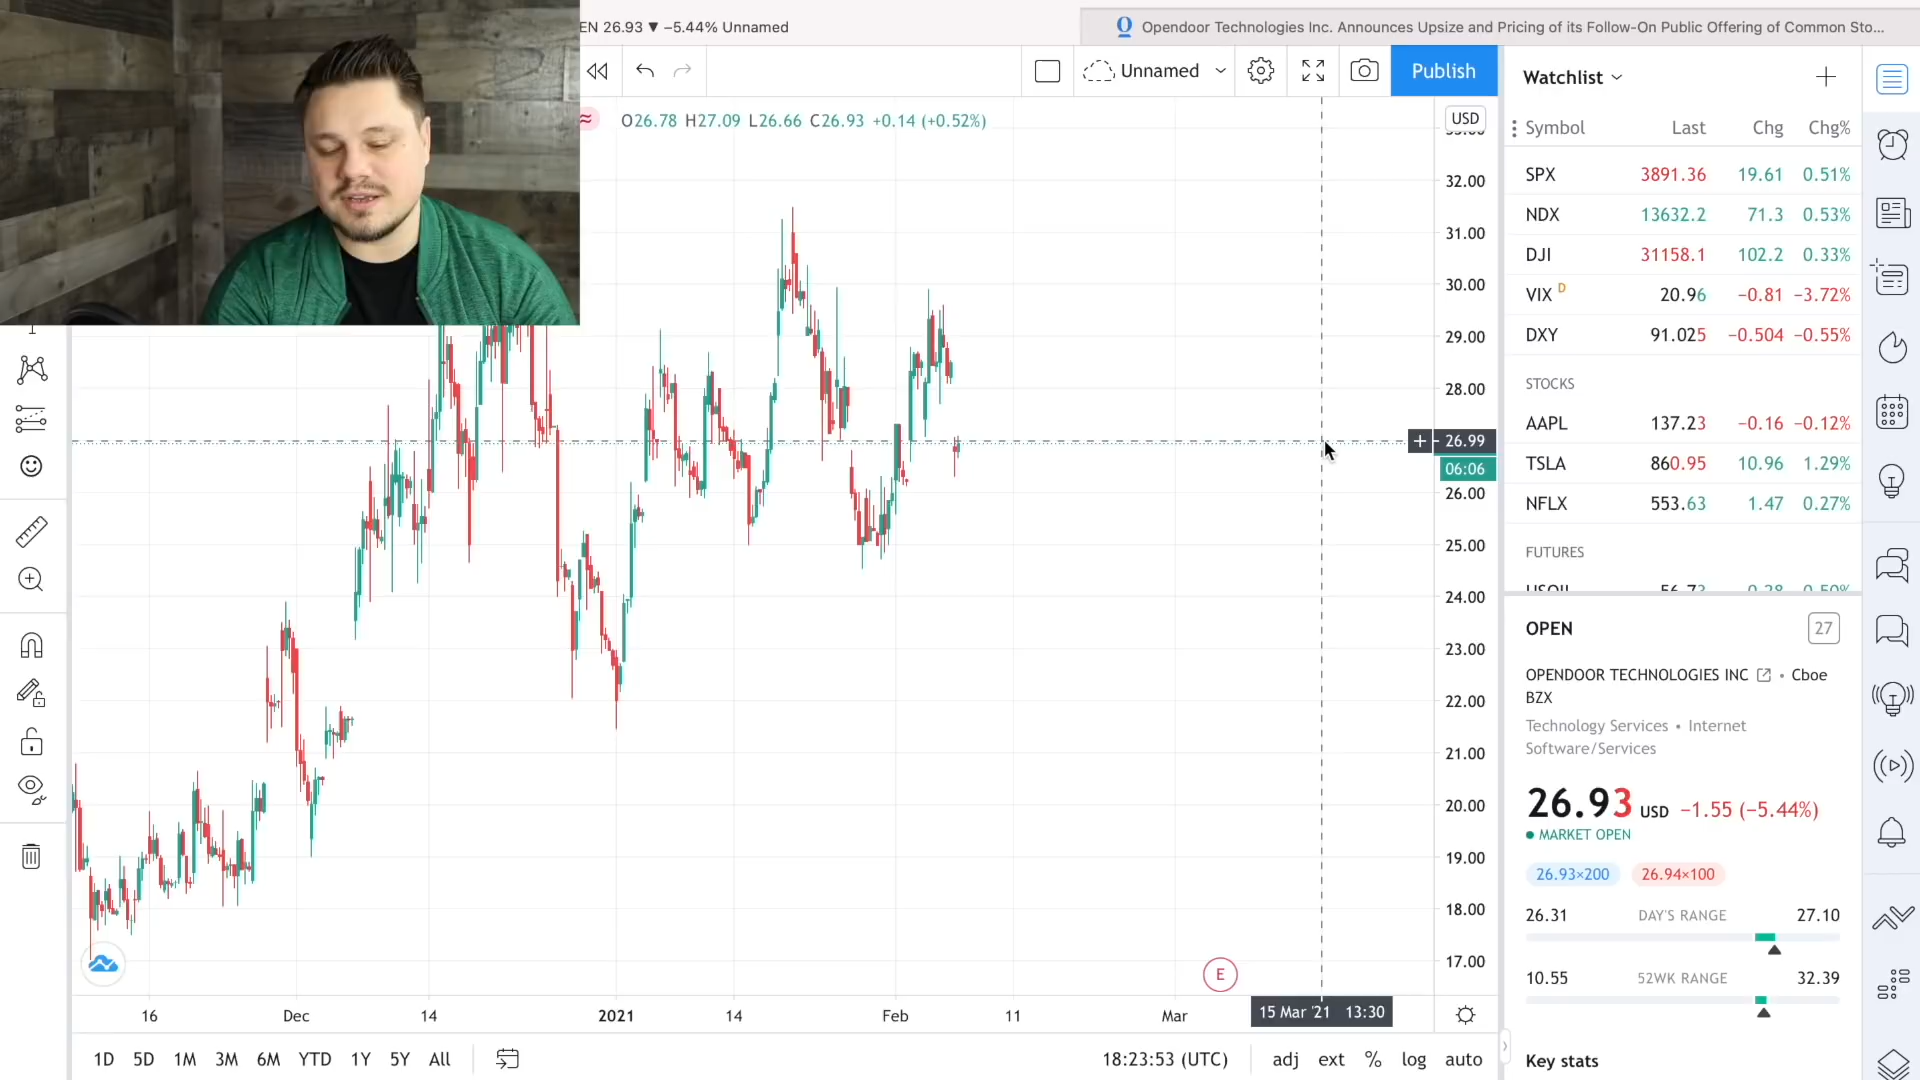 EN 26.93 ▼ −5.44% Unnamed
Opendoor Technologies Inc. Announces Upsize and Pricing of its Follow-On Public Offering of Common Sto...
Unnamed
Publish
O26.78 H27.09 L26.66 C26.93 +0.14 (+0.52%)
USD
32.00
31.00
30.00
29.00
28.00
26.99
06:06
26.00
25.00
24.00
23.00
22.00
21.00
20.00
19.00
18.00
17.00
E
16 Dec 14 2021 14 Feb 11 Mar
15 Mar '21 13:30
1D 5D 1M 3M 6M YTD 1Y 5Y All
18:23:53 (UTC)
adj ext % log auto
Watchlist
Symbol Last Chg Chg%
SPX 3891.36 19.61 0.51%
NDX 13632.2 71.3 0.53%
DJI 31158.1 102.2 0.33%
VIX D 20.96 −0.81 −3.72%
DXY 91.025 −0.504 −0.55%
STOCKS
AAPL 137.23 −0.16 −0.12%
TSLA 860.95 10.96 1.29%
NFLX 553.63 1.47 0.27%
FUTURES
OPEN
27
OPENDOOR TECHNOLOGIES INC • Cboe
BZX
Technology Services • Internet
Software/Services
26.93 USD −1.55 (−5.44%)
MARKET OPEN
26.93×200 26.94×100
26.31 DAY'S RANGE 27.10
10.55 52WK RANGE 32.39
Key stats